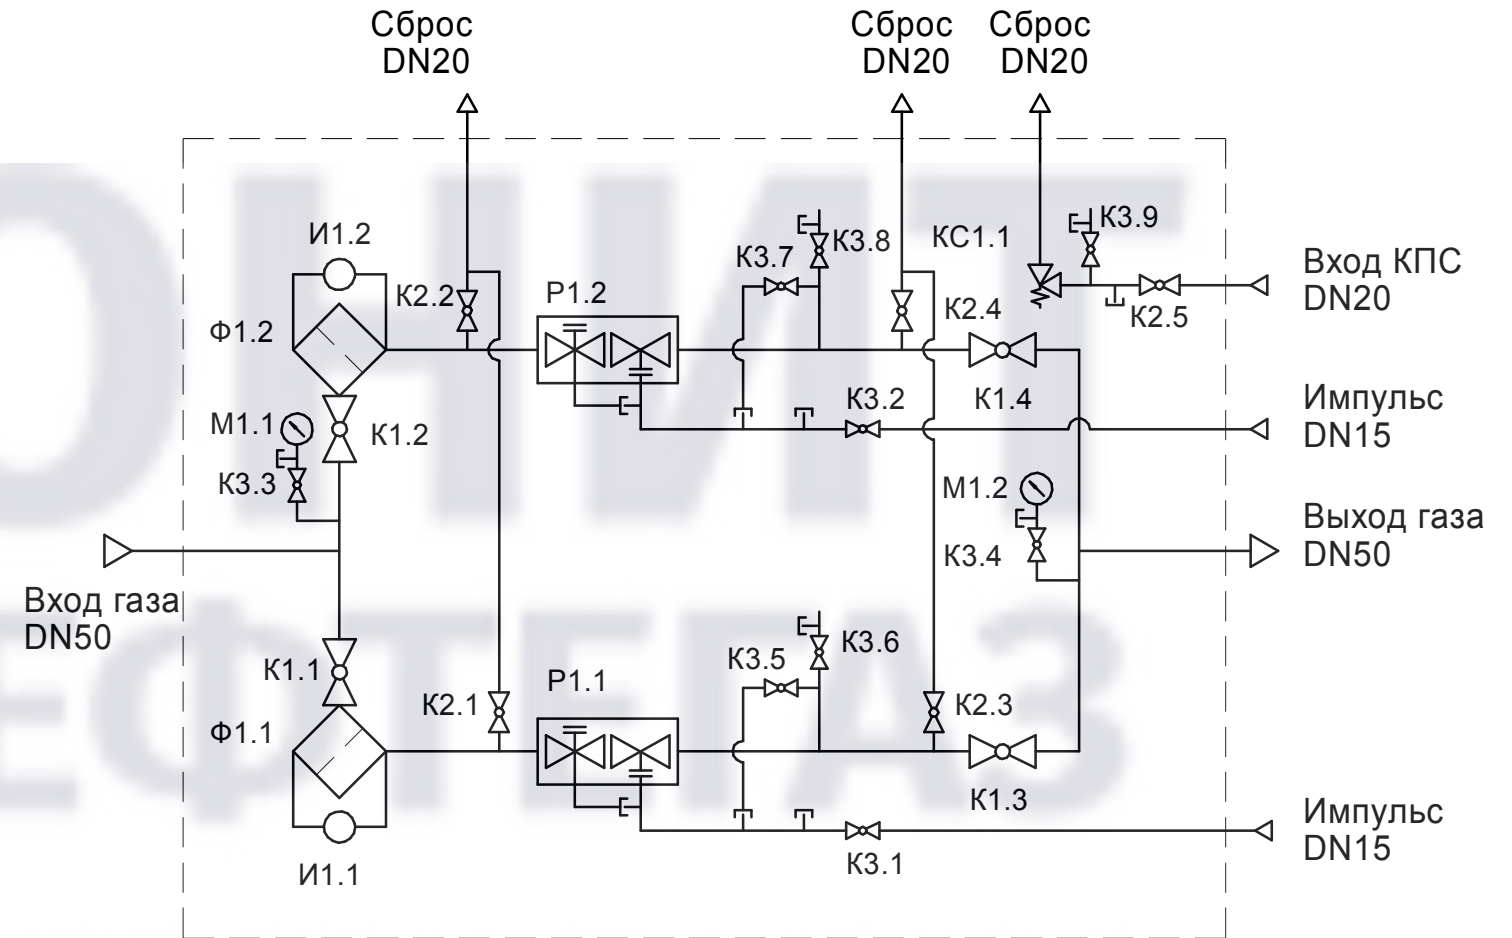 Сброс
DN20
Сброс
DN20
Сброс
DN20
И1.2
К2.2
Р1.2
К3.7
К3.8
КС1.1
К3.9
Вход КПС
DN20
Ф1.2
К2.4
К2.5
М1.1
К1.2
К3.2
К1.4
Импульс
DN15
К3.3
М1.2
К3.4
Выход газа
DN50
Вход газа
DN50
К1.1
К2.1
Р1.1
К3.5
К3.6
К2.3
Ф1.1
К1.3
И1.1
К3.1
Импульс
DN15
ОНИТ
ЕФТЕГАЗ